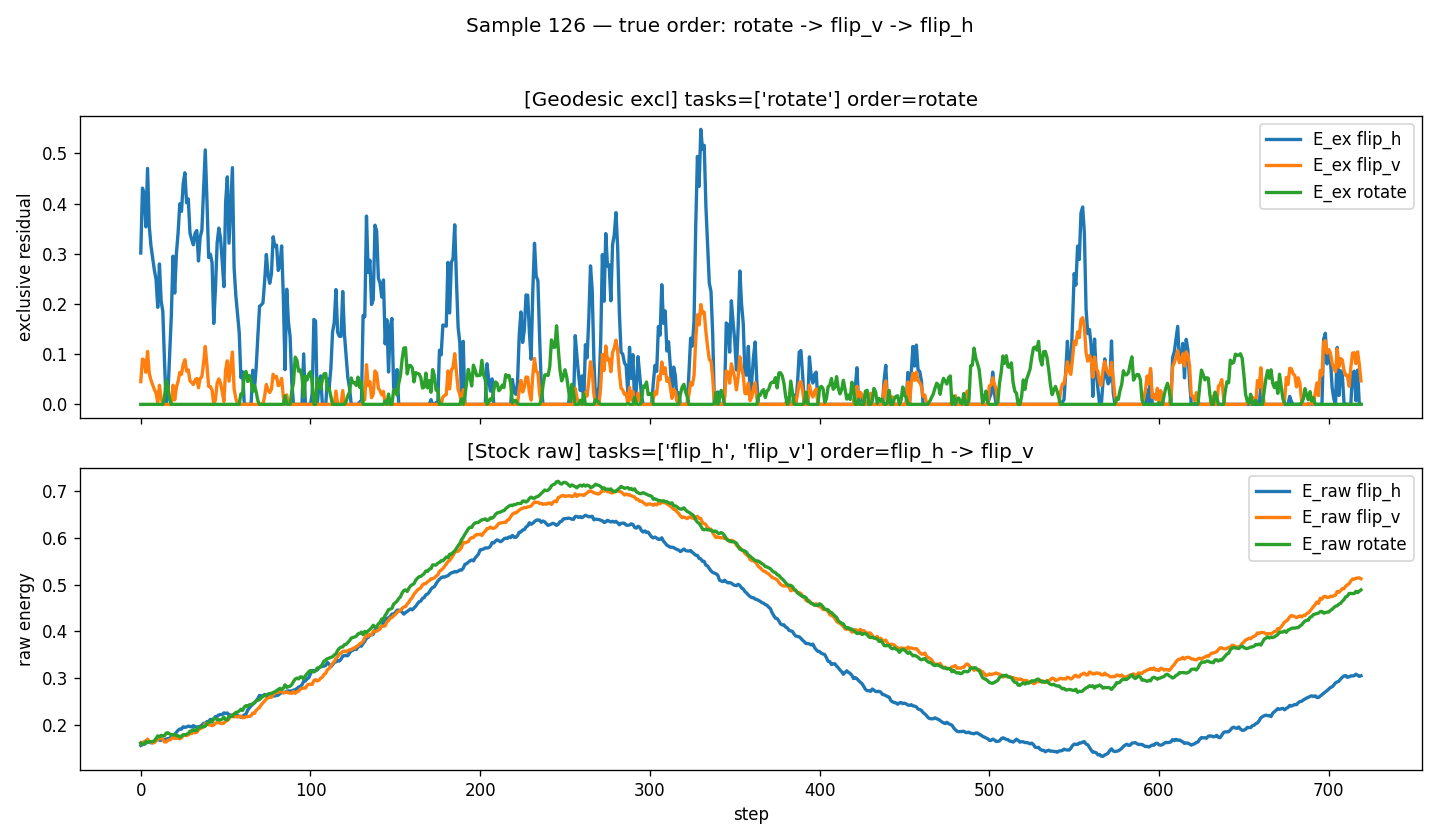 Sample 126 — true order: rotate -> flip_v -> flip_h
[Geodesic excl] tasks=['rotate'] order=rotate
exclusive residual
0.5
0.4
0.3
0.2
0.1
0.0
E_ex flip_h
E_ex flip_v
E_ex rotate
[Stock raw] tasks=['flip_h', 'flip_v'] order=flip_h -> flip_v
raw energy
0.7
0.6
0.5
0.4
0.3
0.2
E_raw flip_h
E_raw flip_v
E_raw rotate
0 100 200 300 400 500 600 700
step